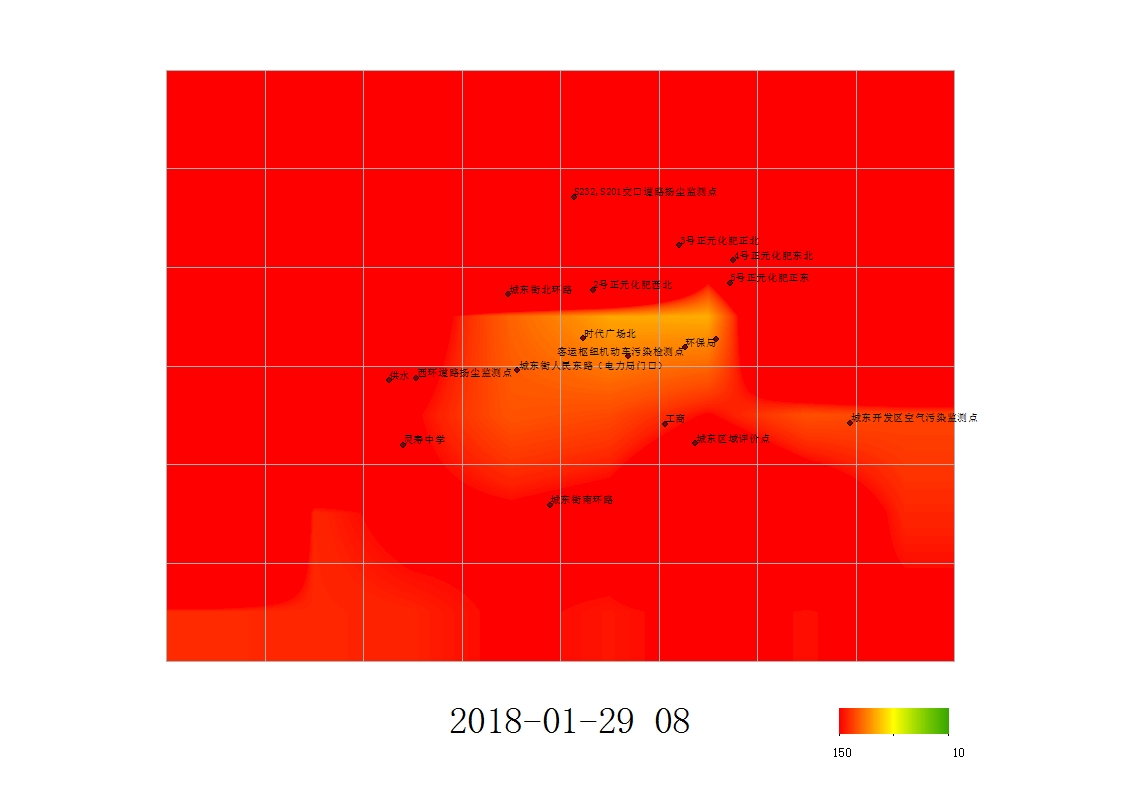 S232,S201交口道路扬尘监测点
3号正元化肥正北
4号正元化肥东北
5号正元化肥正东
2号正元化肥西北
城东街北环路
时代广场北
环保局
客运枢纽机动车污染检测点
城东街人民东路（电力局门口）
西环道路扬尘监测点
供水
城东开发区空气污染监测点
工商
城东区域评价点
灵寿中学
城东街南环路
2018-01-29 08
150
10